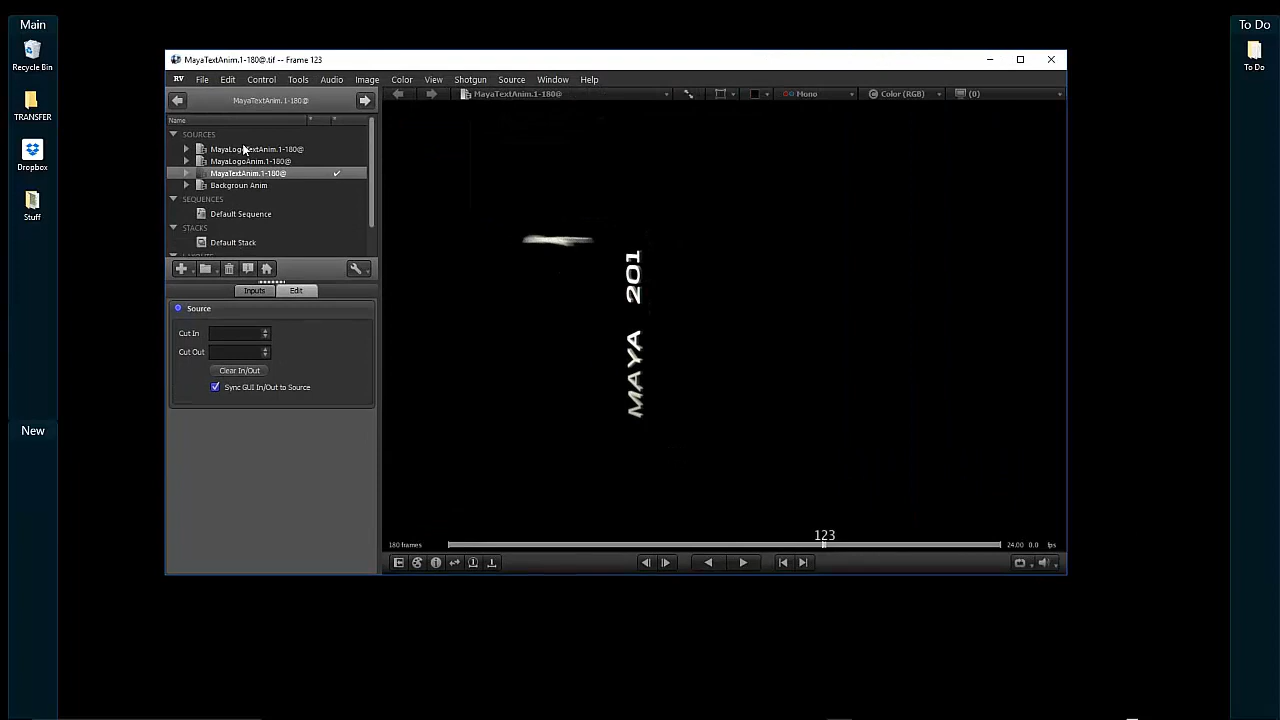 Main
Recycle Bin
TRANSFER
Dropbox
Stuff
New
To Do
To Do
MayaTextAnim.1-180@.tif -- Frame 123
RV File Edit Control Tools Audio Image Color View Shotgun Source Window Help
MayaTextAnim.1-180@
MayaTextAnim.1-180@ Mono Color (RGB) (0)
Name
SOURCES
MayaLogoTextAnim.1-180@
MayaLogoAnim.1-180@
MayaTextAnim.1-180@
Backgroun Anim
SEQUENCES
Default Sequence
STACKS
Default Stack
Inputs Edit
Source
Cut In
Cut Out
Clear In/Out
Sync GUI In/Out to Source
MAYA 201
123
180 frames 24.00 0.0 fps